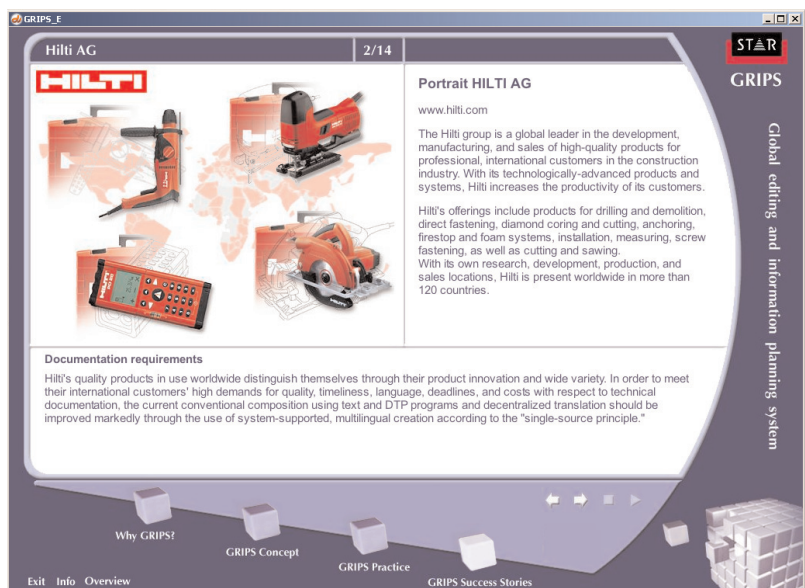 GRIPS_E
Hilti AG
2/14
STAR
GRIPS
HILTI
Portrait HILTI AG
www.hilti.com
The Hilti group is a global leader in the development,
manufacturing, and sales of high-quality products for
professional, international customers in the construction
industry. With its technologically-advanced products and
systems, Hilti increases the productivity of its customers.
Hilti's offerings include products for drilling and demolition,
direct fastening, diamond coring and cutting, anchoring,
firestop and foam systems, installation, measuring, screw
fastening, as well as cutting and sawing.
With its own research, development, production, and
sales locations, Hilti is present worldwide in more than
120 countries.
Global editing and information planning system
Documentation requirements
Hilti's quality products in use worldwide distinguish themselves through their product innovation and wide variety. In order to meet
their international customers' high demands for quality, timeliness, language, deadlines, and costs with respect to technical
documentation, the current conventional composition using text and DTP programs and decentralized translation should be
improved markedly through the use of system-supported, multilingual creation according to the "single-source principle."
Why GRIPS?
GRIPS Concept
GRIPS Practice
GRIPS Success Stories
Exit Info Overview